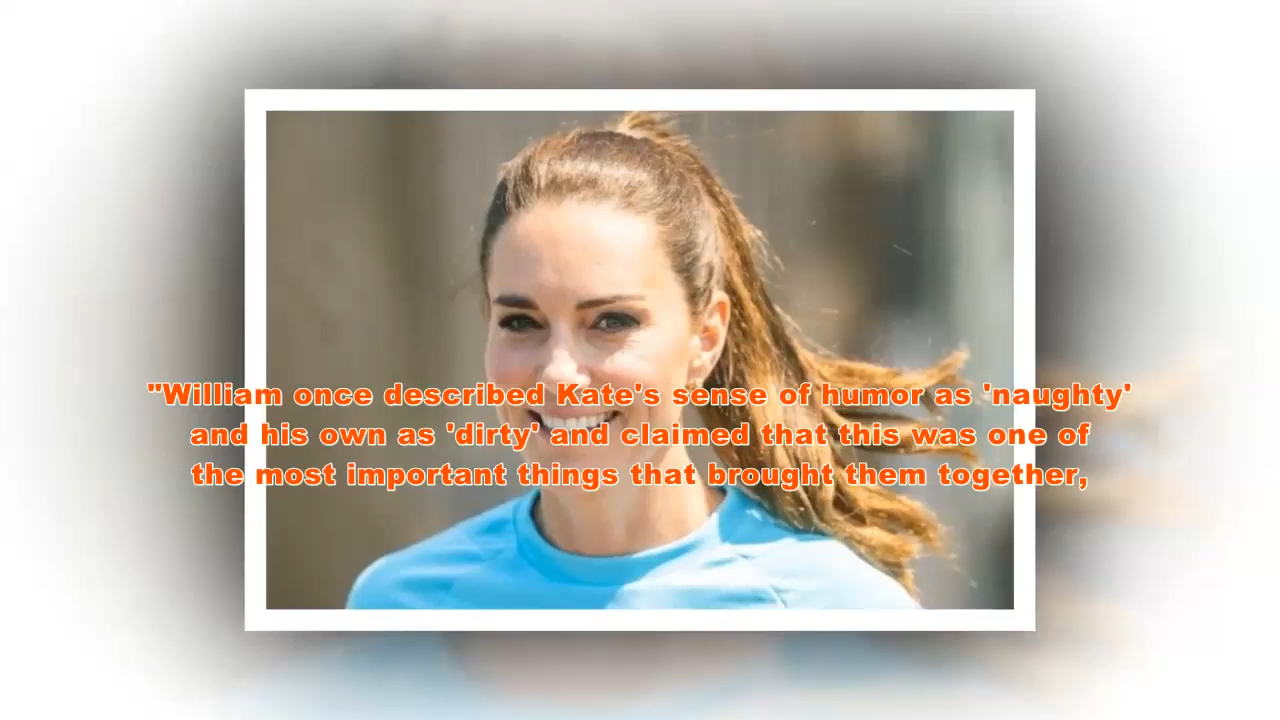 "William once described Kate's sense of humor as 'naughty'
and his own as 'dirty' and claimed that this was one of
the most important things that brought them together,